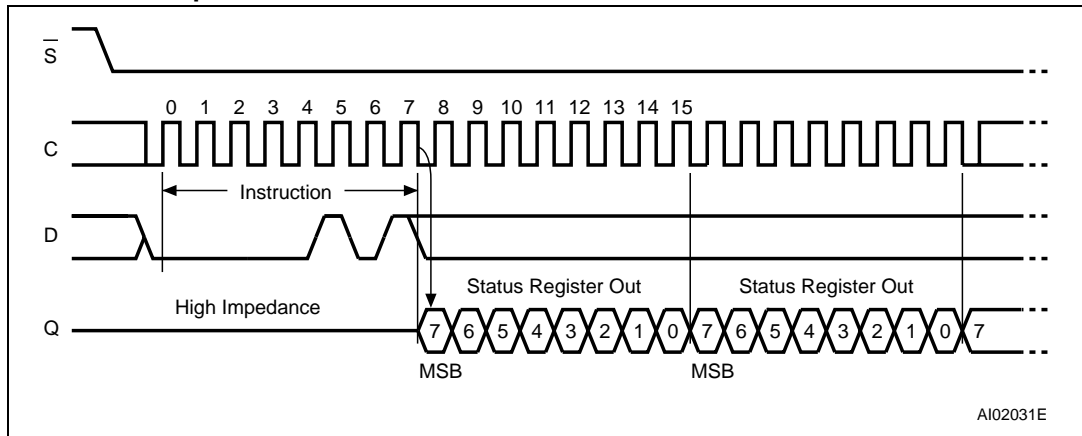 S
0 1 2 3 4 5 6 7 8 9 10 11 12 13 14 15
C
Instruction
D
Status Register Out Status Register Out
High Impedance
Q 7 6 5 4 3 2 1 0 7 6 5 4 3 2 1 0 7
MSB MSB
AI02031E